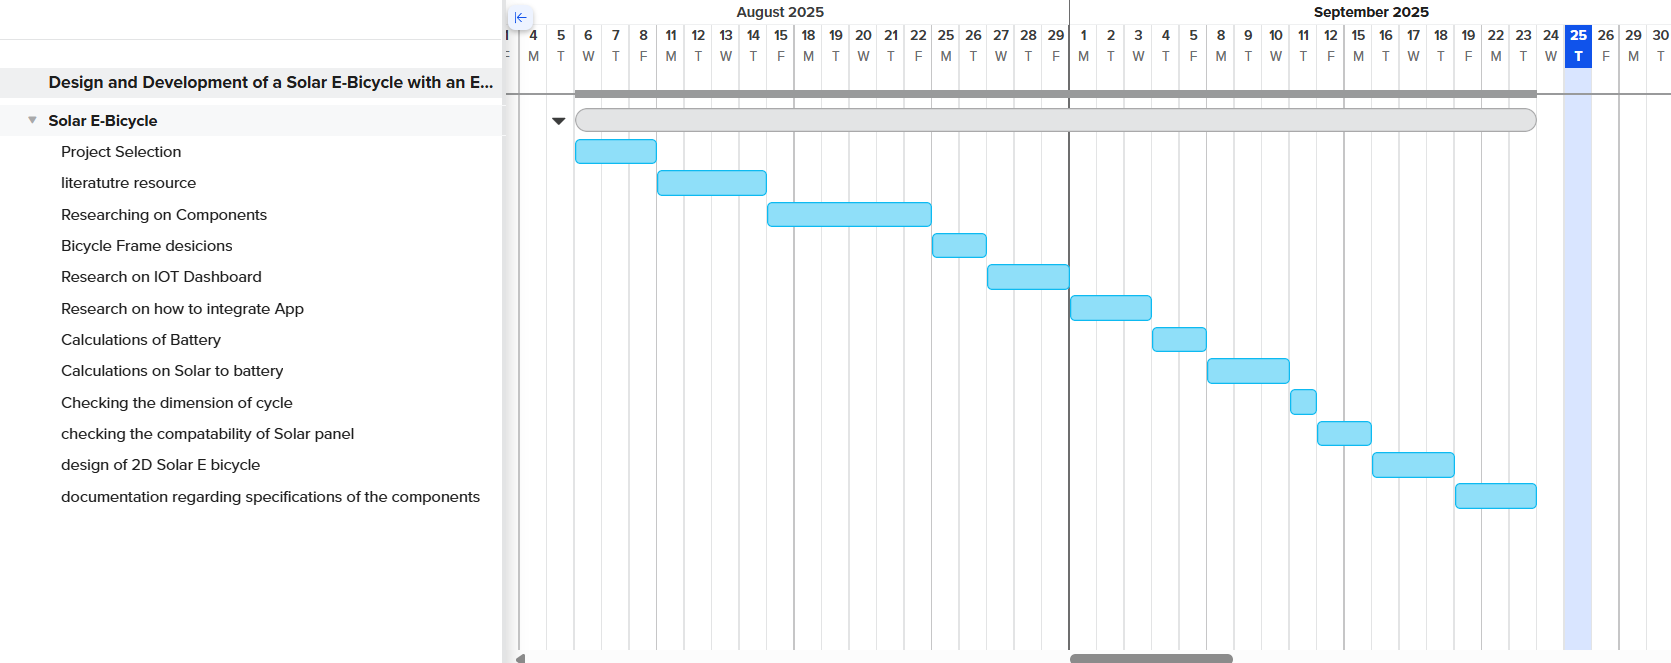 August 2025 September 2025
4 5 6 7 8 11 12 13 14 15 18 19 20 21 22 25 26 27 28 29 1 2 3 4 5 8 9 10 11 12 15 16 17 18 19 22 23 24 25 26 29 30
F M T W T F M T W T F M T W T F M T W T F M T W T F M T W T F M T W T F M T W T F M T
Design and Development of a Solar E-Bicycle with an E...
Solar E-Bicycle
Project Selection
literatutre resource
Researching on Components
Bicycle Frame desicions
Research on IOT Dashboard
Research on how to integrate App
Calculations of Battery
Calculations on Solar to battery
Checking the dimension of cycle
checking the compatability of Solar panel
design of 2D Solar E bicycle
documentation regarding specifications of the components